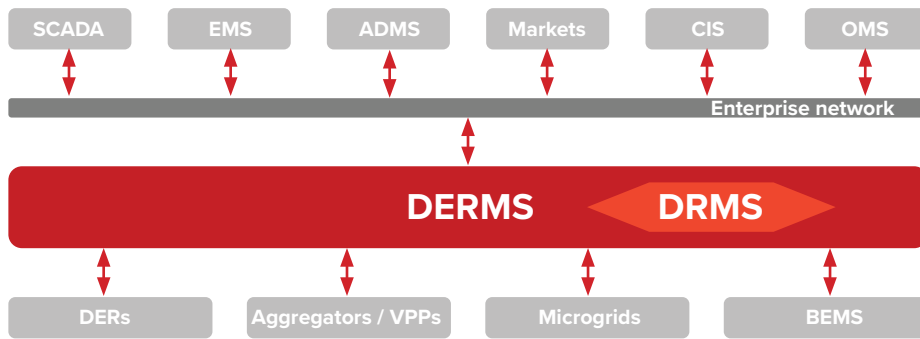 SCADA
EMS
ADMS
Markets
CIS
OMS
Enterprise network
DERMS
DRMS
DERs
Aggregators / VPPs
Microgrids
BEMS